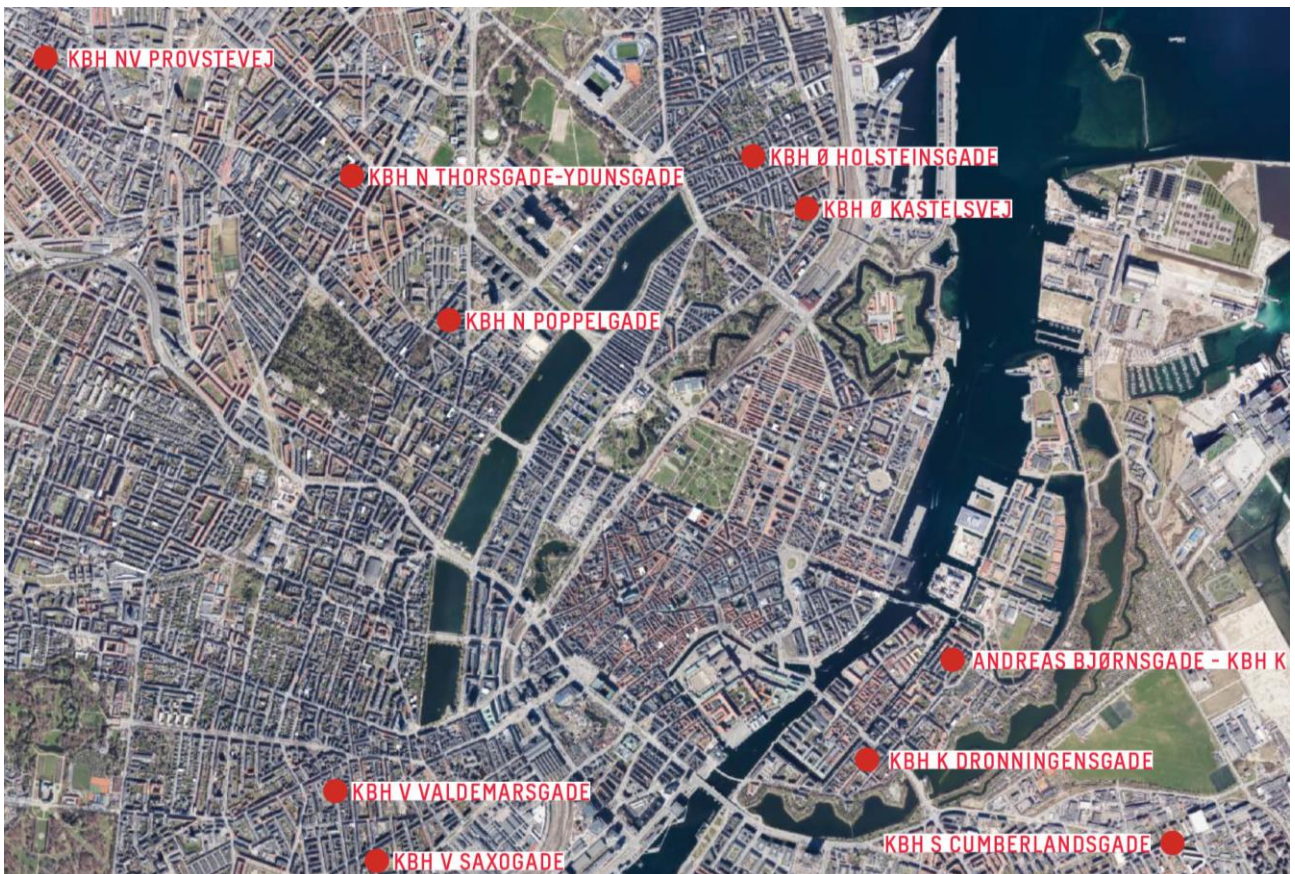 KBH NV PROVSTEVEJ
KBH Ø HOLSTEINSGADE
KBH N THORSGADE-YDUNSGADE
KBH Ø KASTELSVEJ
KBH N POPPELGADE
ANDREAS BJØRNSGADE - KBH K
KBH K DRONNINGENSGADE
KBH V VALDEMARSGADE
KBH S CUMBERLANDSGADE
KBH V SAXOGADE